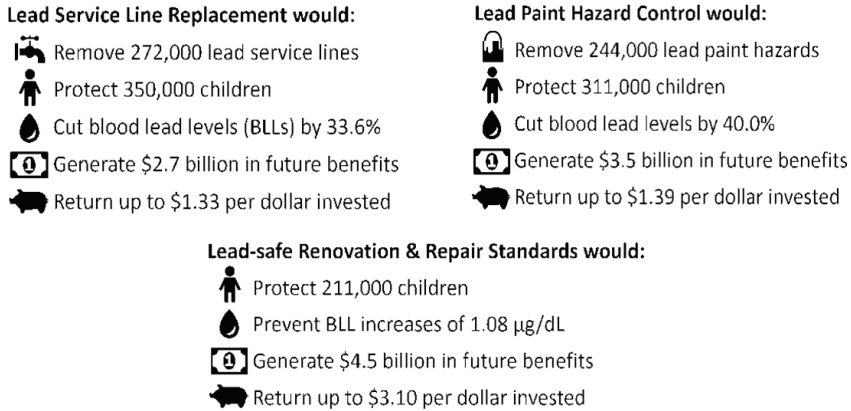 Lead Service Line Replacement would:
Remove 272,000 lead service lines
Protect 350,000 children
Cut blood lead levels (BLLs) by 33.6%
Generate $2.7 billion in future benefits
Return up to $1.33 per dollar invested
Lead Paint Hazard Control would:
Remove 244,000 lead paint hazards
Protect 311,000 children
Cut blood lead levels by 40.0%
Generate $3.5 billion in future benefits
Return up to $1.39 per dollar invested
Lead-safe Renovation & Repair Standards would:
Protect 211,000 children
Prevent BLL increases of 1.08 µg/dL
Generate $4.5 billion in future benefits
Return up to $3.10 per dollar invested